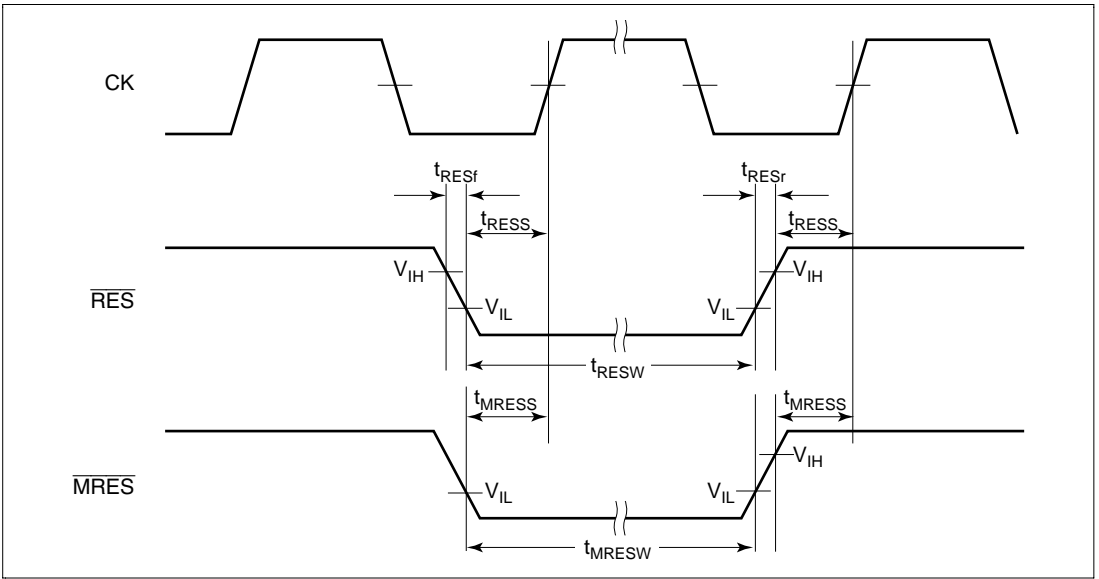 CK
tRESf
tRESr
tRESS
tRESS
VIH
VIH
RES
VIL
VIL
tRESW
tMRESS
tMRESS
VIH
MRES
VIL
VIL
tMRESW